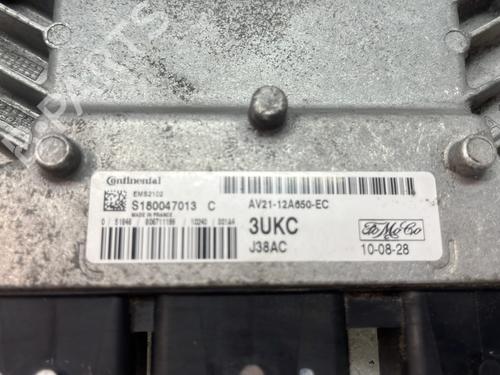 Continental
EMS2102
S180047013 C
MADE IN FRANCE
AV21-12A650-EC
3UKC
J38AC
FoMoCo
10-08-28